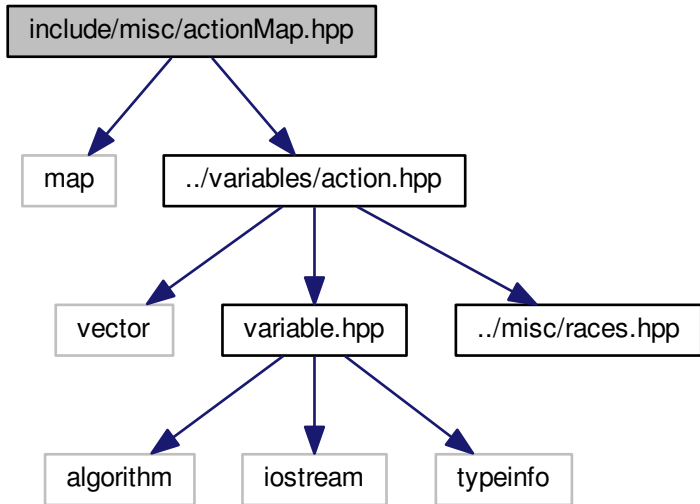 include/misc/actionMap.hpp
map
../variables/action.hpp
vector
variable.hpp
../misc/races.hpp
algorithm
iostream
typeinfo